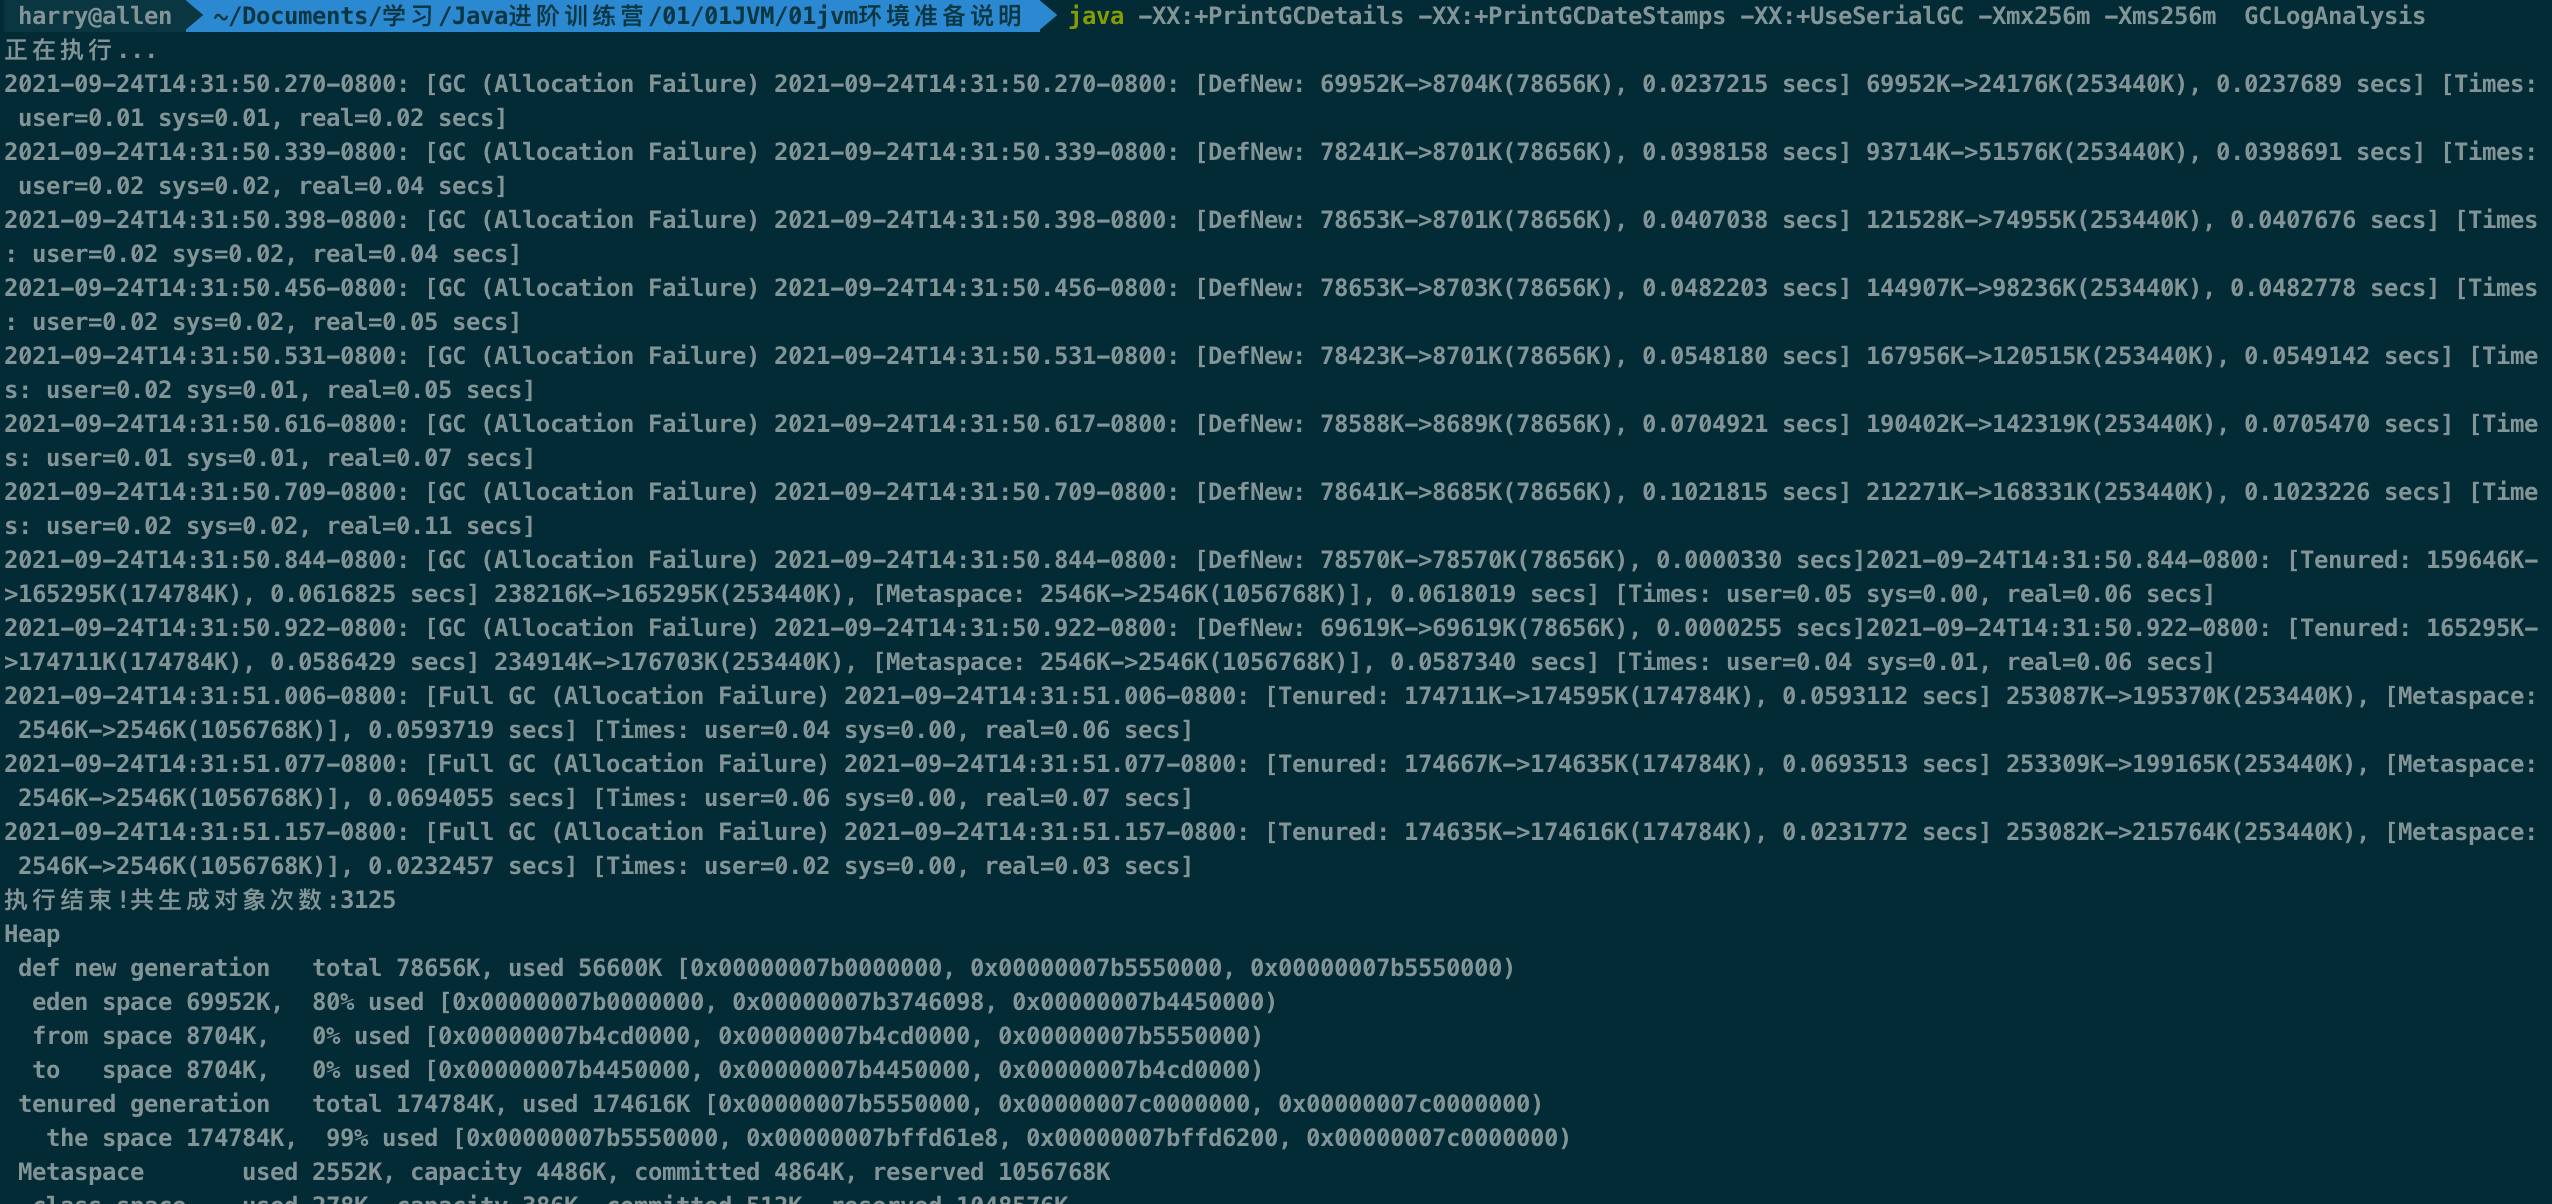 harry@allen ~/Documents/学习/Java进阶训练营/01/01JVM/01jvm环境准备说明 java -XX:+PrintGCDetails -XX:+PrintGCDateStamps -XX:+UseSerialGC -Xmx256m -Xms256m  GCLogAnalysis
正在执行...
2021-09-24T14:31:50.270-0800: [GC (Allocation Failure) 2021-09-24T14:31:50.270-0800: [DefNew: 69952K->8704K(78656K), 0.0237215 secs] 69952K->24176K(253440K), 0.0237689 secs] [Times:
 user=0.01 sys=0.01, real=0.02 secs]
2021-09-24T14:31:50.339-0800: [GC (Allocation Failure) 2021-09-24T14:31:50.339-0800: [DefNew: 78241K->8701K(78656K), 0.0398158 secs] 93714K->51576K(253440K), 0.0398691 secs] [Times:
 user=0.02 sys=0.02, real=0.04 secs]
2021-09-24T14:31:50.398-0800: [GC (Allocation Failure) 2021-09-24T14:31:50.398-0800: [DefNew: 78653K->8701K(78656K), 0.0407038 secs] 121528K->74955K(253440K), 0.0407676 secs] [Times
: user=0.02 sys=0.02, real=0.04 secs]
2021-09-24T14:31:50.456-0800: [GC (Allocation Failure) 2021-09-24T14:31:50.456-0800: [DefNew: 78653K->8703K(78656K), 0.0482203 secs] 144907K->98236K(253440K), 0.0482778 secs] [Times
: user=0.02 sys=0.02, real=0.05 secs]
2021-09-24T14:31:50.531-0800: [GC (Allocation Failure) 2021-09-24T14:31:50.531-0800: [DefNew: 78423K->8701K(78656K), 0.0548180 secs] 167956K->120515K(253440K), 0.0549142 secs] [Time
s: user=0.02 sys=0.01, real=0.05 secs]
2021-09-24T14:31:50.616-0800: [GC (Allocation Failure) 2021-09-24T14:31:50.617-0800: [DefNew: 78588K->8689K(78656K), 0.0704921 secs] 190402K->142319K(253440K), 0.0705470 secs] [Time
s: user=0.01 sys=0.01, real=0.07 secs]
2021-09-24T14:31:50.709-0800: [GC (Allocation Failure) 2021-09-24T14:31:50.709-0800: [DefNew: 78641K->8685K(78656K), 0.1021815 secs] 212271K->168331K(253440K), 0.1023226 secs] [Time
s: user=0.02 sys=0.02, real=0.11 secs]
2021-09-24T14:31:50.844-0800: [GC (Allocation Failure) 2021-09-24T14:31:50.844-0800: [DefNew: 78570K->78570K(78656K), 0.0000330 secs]2021-09-24T14:31:50.844-0800: [Tenured: 159646K-
>165295K(174784K), 0.0616825 secs] 238216K->165295K(253440K), [Metaspace: 2546K->2546K(1056768K)], 0.0618019 secs] [Times: user=0.05 sys=0.00, real=0.06 secs]
2021-09-24T14:31:50.922-0800: [GC (Allocation Failure) 2021-09-24T14:31:50.922-0800: [DefNew: 69619K->69619K(78656K), 0.0000255 secs]2021-09-24T14:31:50.922-0800: [Tenured: 165295K-
>174711K(174784K), 0.0586429 secs] 234914K->176703K(253440K), [Metaspace: 2546K->2546K(1056768K)], 0.0587340 secs] [Times: user=0.04 sys=0.01, real=0.06 secs]
2021-09-24T14:31:51.006-0800: [Full GC (Allocation Failure) 2021-09-24T14:31:51.006-0800: [Tenured: 174711K->174595K(174784K), 0.0593112 secs] 253087K->195370K(253440K), [Metaspace:
 2546K->2546K(1056768K)], 0.0593719 secs] [Times: user=0.04 sys=0.00, real=0.06 secs]
2021-09-24T14:31:51.077-0800: [Full GC (Allocation Failure) 2021-09-24T14:31:51.077-0800: [Tenured: 174667K->174635K(174784K), 0.0693513 secs] 253309K->199165K(253440K), [Metaspace:
 2546K->2546K(1056768K)], 0.0694055 secs] [Times: user=0.06 sys=0.00, real=0.07 secs]
2021-09-24T14:31:51.157-0800: [Full GC (Allocation Failure) 2021-09-24T14:31:51.157-0800: [Tenured: 174635K->174616K(174784K), 0.0231772 secs] 253082K->215764K(253440K), [Metaspace:
 2546K->2546K(1056768K)], 0.0232457 secs] [Times: user=0.02 sys=0.00, real=0.03 secs]
执行结束!共生成对象次数:3125
Heap
 def new generation   total 78656K, used 56600K [0x00000007b0000000, 0x00000007b5550000, 0x00000007b5550000)
  eden space 69952K,  80% used [0x00000007b0000000, 0x00000007b3746098, 0x00000007b4450000)
  from space 8704K,   0% used [0x00000007b4cd0000, 0x00000007b4cd0000, 0x00000007b5550000)
  to   space 8704K,   0% used [0x00000007b4450000, 0x00000007b4450000, 0x00000007b4cd0000)
 tenured generation   total 174784K, used 174616K [0x00000007b5550000, 0x00000007c0000000, 0x00000007c0000000)
   the space 174784K,  99% used [0x00000007b5550000, 0x00000007bffd61e8, 0x00000007bffd6200, 0x00000007c0000000)
 Metaspace       used 2552K, capacity 4486K, committed 4864K, reserved 1056768K
  class space    used 278K, capacity 386K, committed 512K, reserved 1048576K